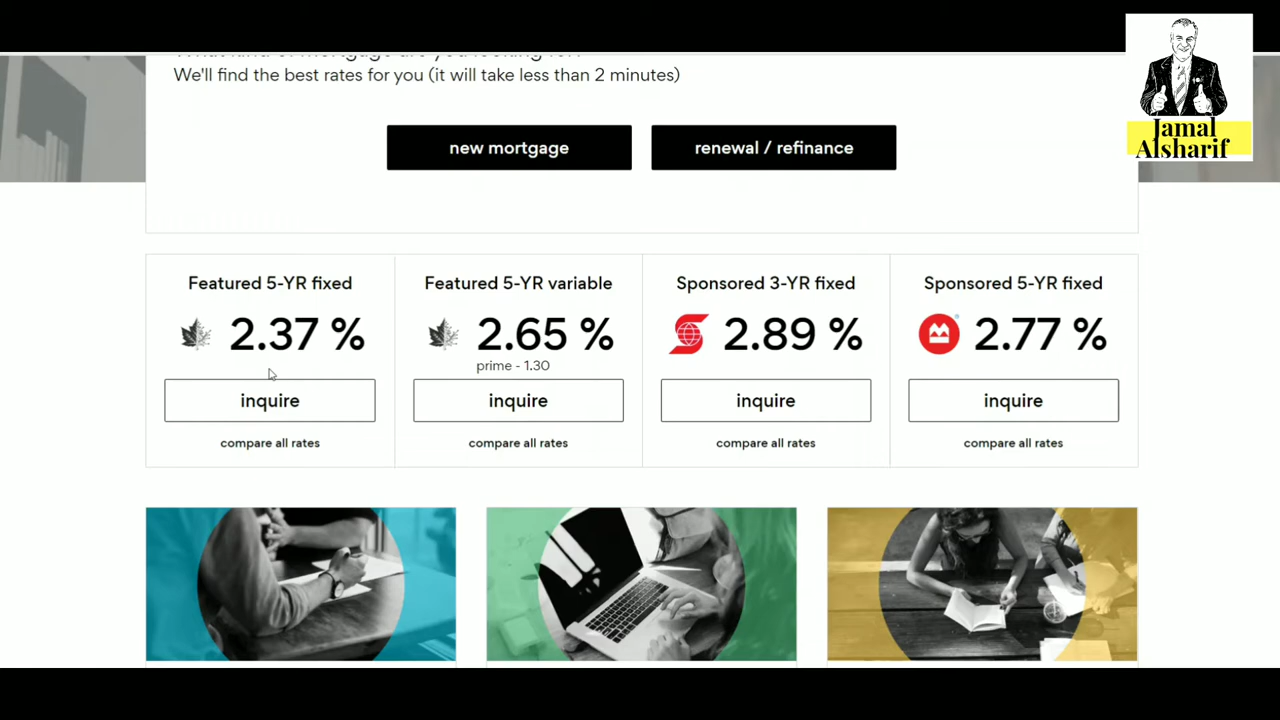 We'll find the best rates for you (it will take less than 2 minutes)
new mortgage
renewal / refinance
Jamal
Alsharif
Featured 5-YR fixed
2.37 %
inquire
compare all rates
Featured 5-YR variable
2.65 %
prime - 1.30
inquire
compare all rates
Sponsored 3-YR fixed
2.89 %
inquire
compare all rates
Sponsored 5-YR fixed
2.77 %
inquire
compare all rates